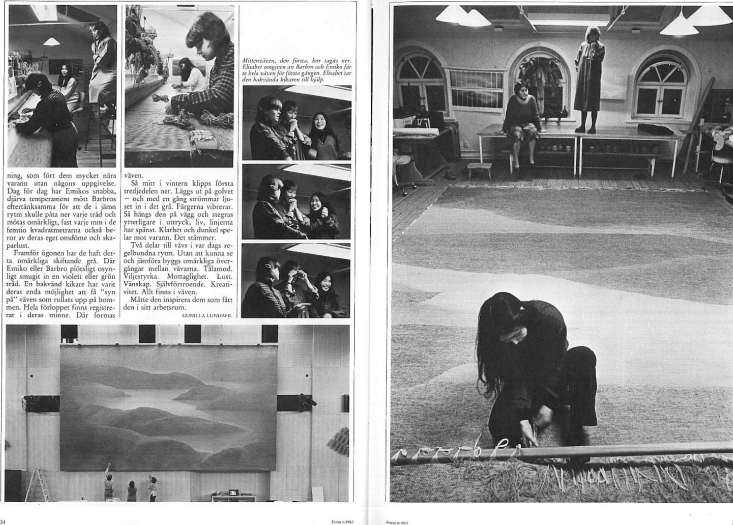 Mittenväven, den första, har tagits ner.
Elisabet omgiven av Barbro och Emiko får
se hela väven för första gången. Elisabet tar
den bakvända kikaren till hjälp.
ning, som fört dem mycket nära
varann utan någons uppgivelse.
Dag för dag har Emikos snabba,
djärva temperament mött Barbros
eftertänksamma för att de i jämn
rytm skulle påta ner varje tråd och
mötas omärkligt, fast varje mm i de
femtio kvadratmetrarna också be-
ror av deras eget omdöme och ska-
parlust.
Framför ögonen har de haft det-
ta omärkliga skiftande grå. Där
Emiko eller Barbro plötsligt osyn-
ligt smugit in en violett eller grön
tråd. En bakvänd kikare har varit
deras enda möjlighet att få "syn
på" väven som rullats upp på bom-
men. Hela förloppet finns registre-
rat i deras minne. Där formas
väven.
Så mitt i vintern klipps första
tredjedelen ner. Läggs ut på golvet
– och med en gång strömmar lju-
set in i det grå. Färgerna vibrerar.
Så hängs den på vägg och stegras
ytterligare i uttryck, liv, linjerna
har spänst. Klarhet och dunkel spe-
lar mot varann. Det stämmer.
Två delar till vävs i var dags re-
gelbundna rytm. Utan att kunna se
och jämföra byggs omärkliga över-
gångar mellan vävarna. Tålamod.
Viljestyrka. Mottaglighet. Lust.
Vänskap. Självförtroende. Kreati-
vitet. Allt finns i väven.
Måtte den inspirera dem som fått
den i sitt arbetsrum.
GUNILLA LUNDAHL
34
Form 6/1983
Form 6/1983